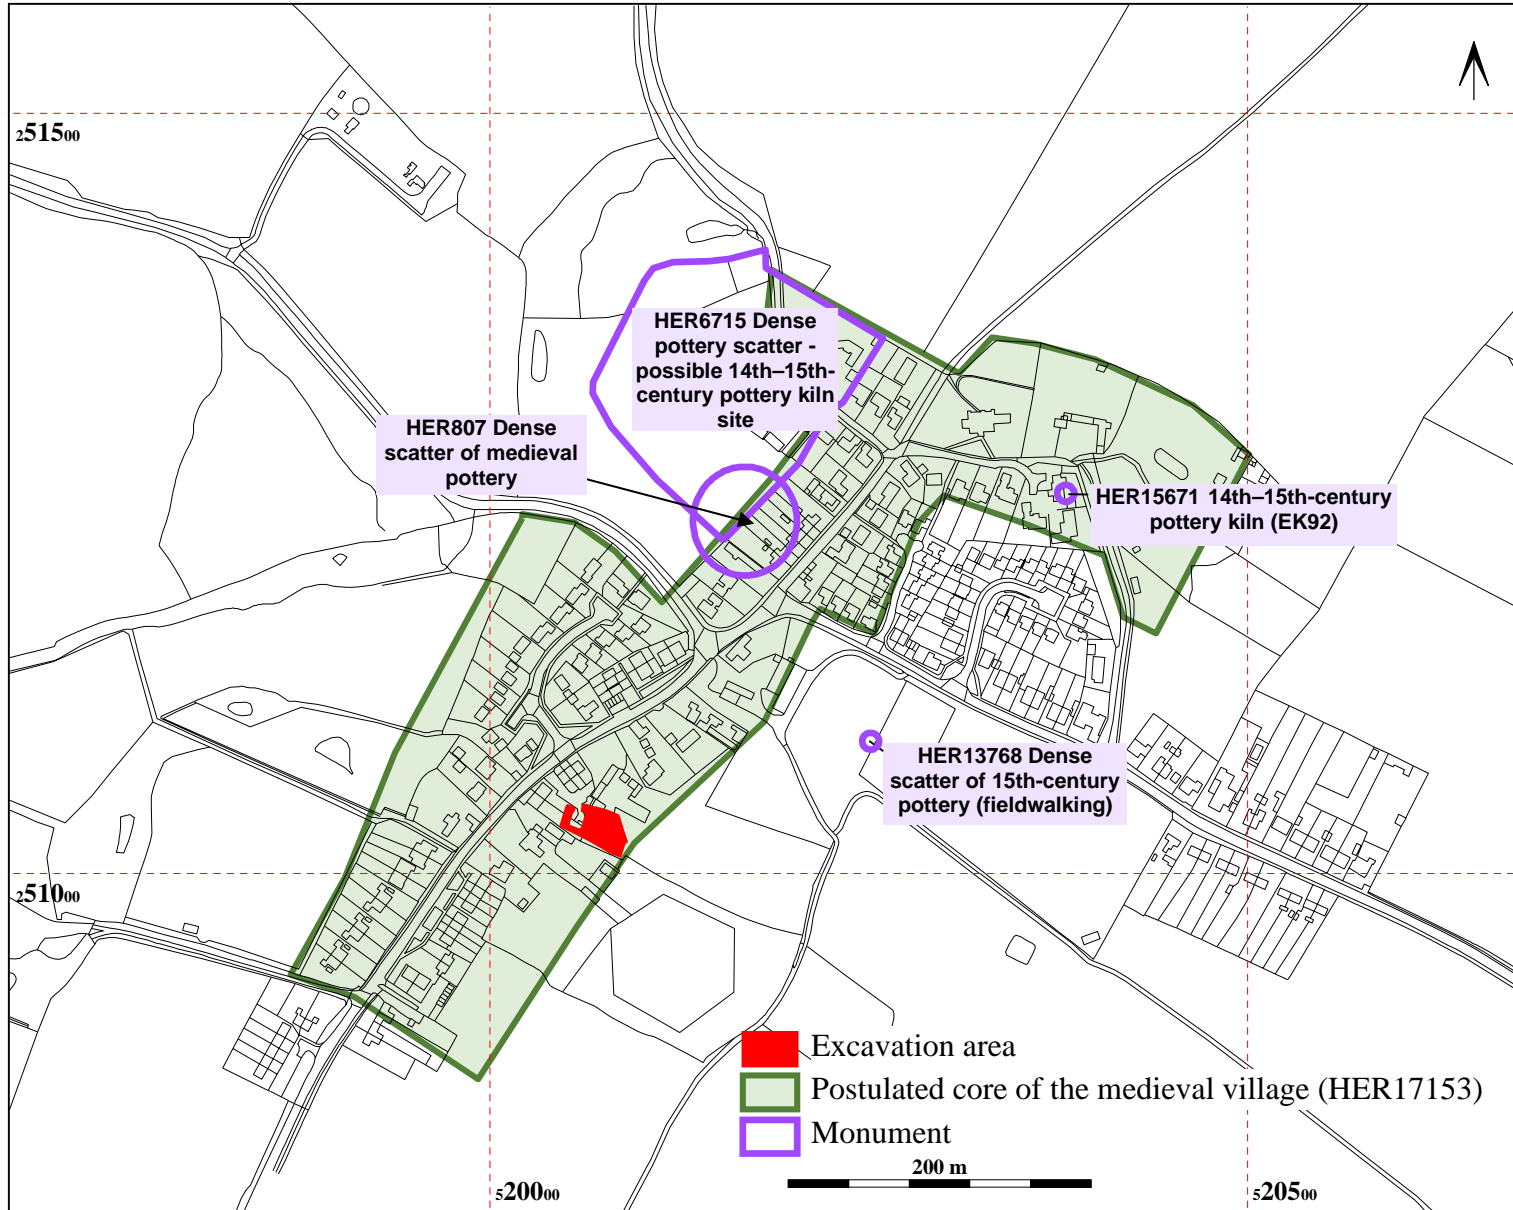 251500
HER6715 Dense
pottery scatter -
possible 14th–15th-
century pottery kiln
site
HER807 Dense
scatter of medieval
pottery
HER15671 14th–15th-century
pottery kiln (EK92)
HER13768 Dense
scatter of 15th-century
pottery (fieldwalking)
251000
Excavation area
Postulated core of the medieval village (HER17153)
Monument
200 m
520000
520500